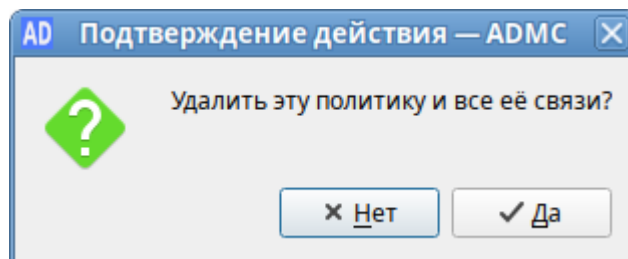 AD Подтверждение действия — ADMC
Удалить эту политику и все её связи?
Нет Да